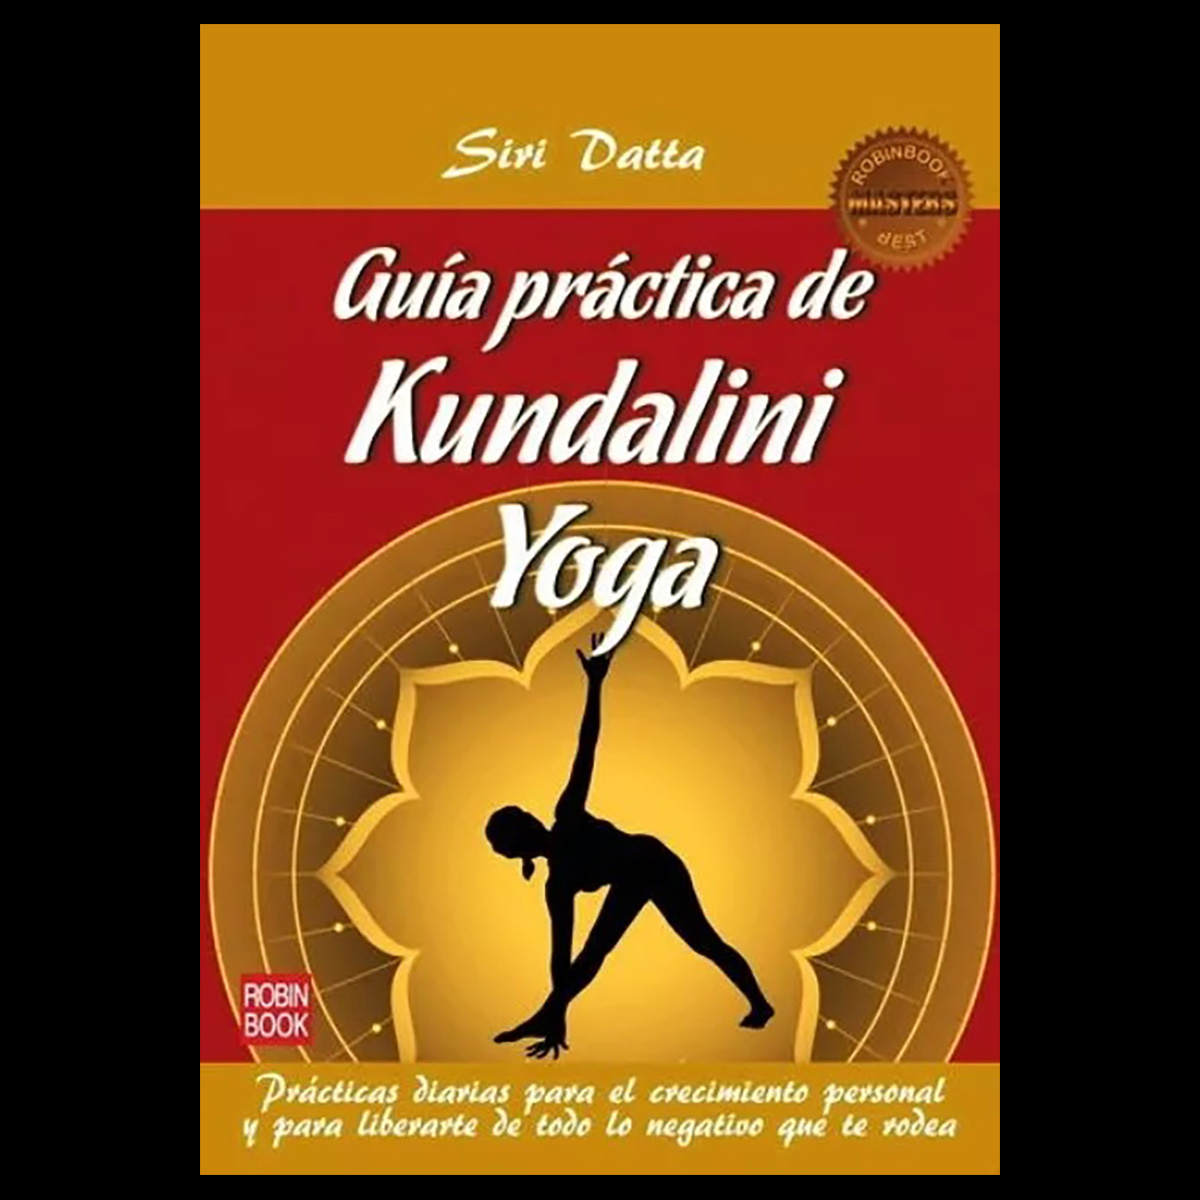 Siri Datta
ROBINBOOK
MASTERS
BEST
Guía práctica de
Kundalini
Yoga
ROBIN
BOOK
Prácticas diarias para el crecimiento personal
y para liberarte de todo lo negativo que te rodea